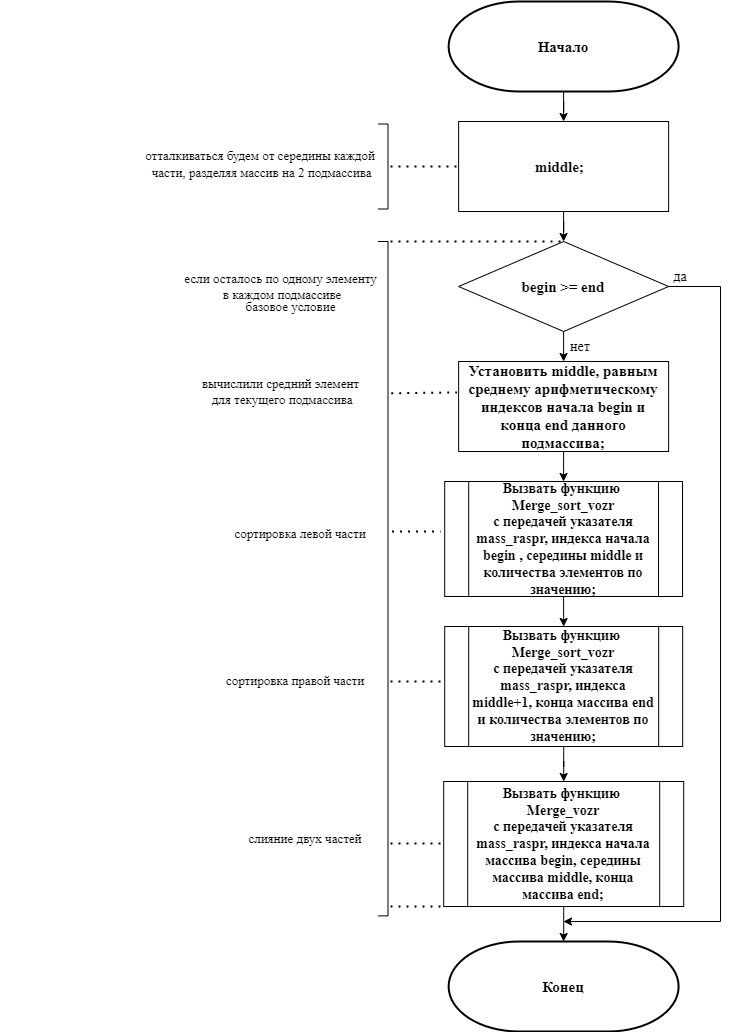 Начало
отталкиваться будем от середины каждой
части, разделяя массив на 2 подмассива
middle;
если осталось по одному элементу
в каждом подмассиве
базовое условие
begin >= end
да
нет
вычислили средний элемент
для текущего подмассива
Установить middle, равным
среднему арифметическому
индексов начала begin и
конца end данного
подмассива;
сортировка левой части
Вызвать функцию
Merge_sort_vozr
с передачей указателя
mass_raspr, индекса начала
begin , середины middle и
количества элементов по
значению;
сортировка правой части
Вызвать функцию
Merge_sort_vozr
с передачей указателя
mass_raspr, индекса
middle+1, конца массива end
и количества элементов по
значению;
слияние двух частей
Вызвать функцию
Merge_vozr
с передачей указателя
mass_raspr, индекса начала
массива begin, середины
массива middle, конца
массива end;
Конец